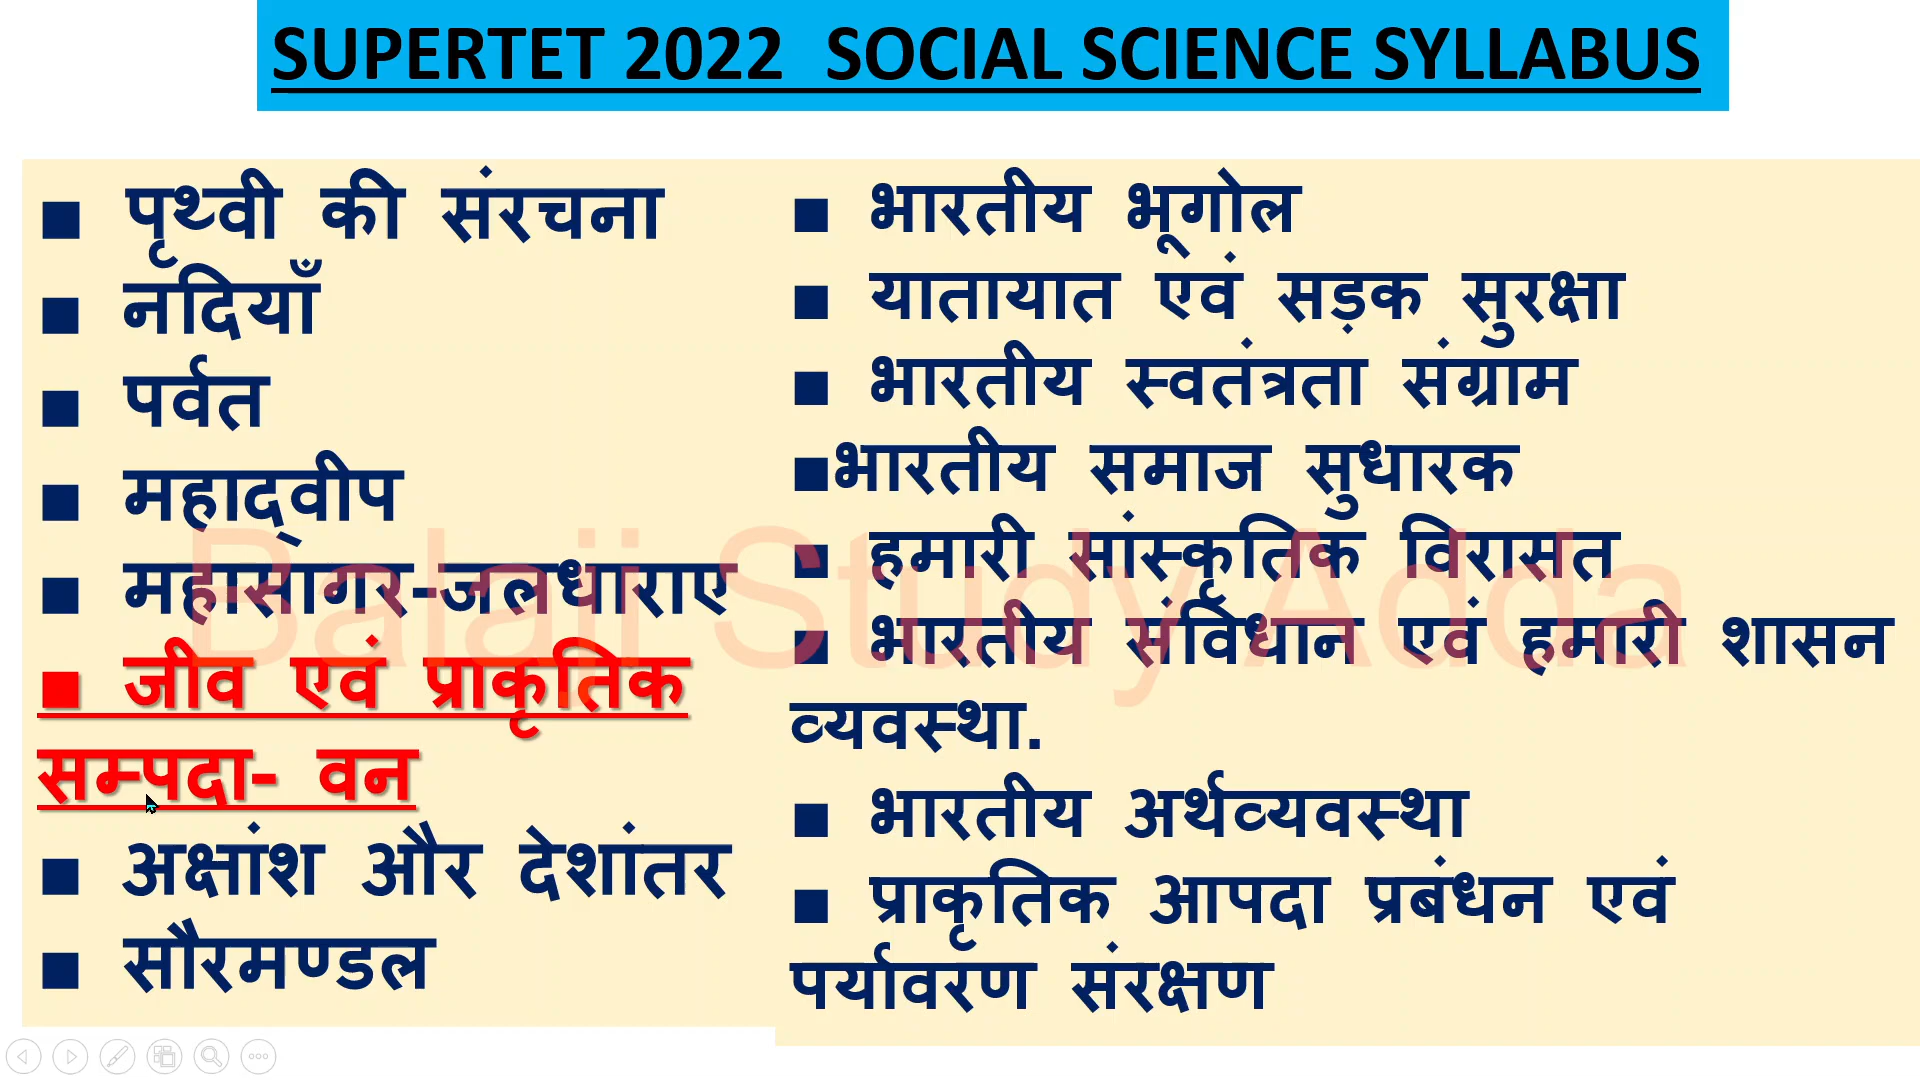 SUPERTET 2022 SOCIAL SCIENCE SYLLABUS
▪ पृथ्वी की संरचना
▪ नदियाँ
▪ पर्वत
▪ महाद्वीप
▪ महासागर-जलधाराए
▪ जीव एवं प्राकृतिक
सम्पदा- वन
▪ अक्षांश और देशांतर
▪ सौरमण्डल
▪ भारतीय भूगोल
▪ यातायात एवं सड़क सुरक्षा
▪ भारतीय स्वतंत्रता संग्राम
▪भारतीय समाज सुधारक
▪ हमारी सांस्कृतिक विरासत
▪ भारतीय संविधान एवं हमारी शासन
व्यवस्था.
▪ भारतीय अर्थव्यवस्था
▪ प्राकृतिक आपदा प्रबंधन एवं
पर्यावरण संरक्षण
Balaji Study Adda